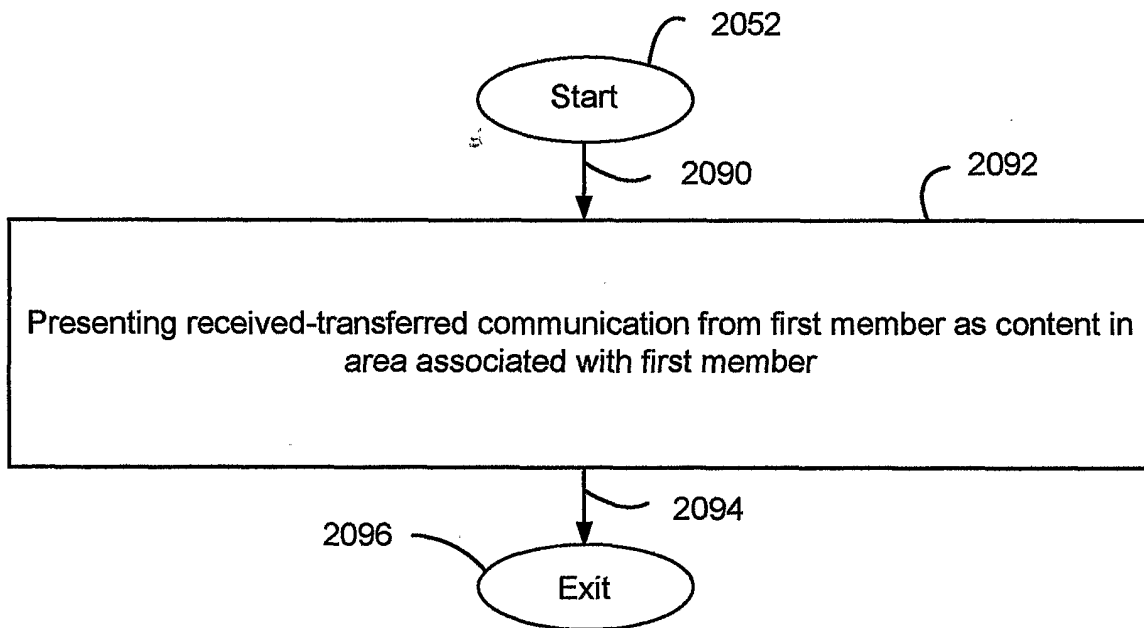 2052
Start
2090
2092
Presenting received-transferred communication from first member as content in
area associated with first member
2094
2096
Exit